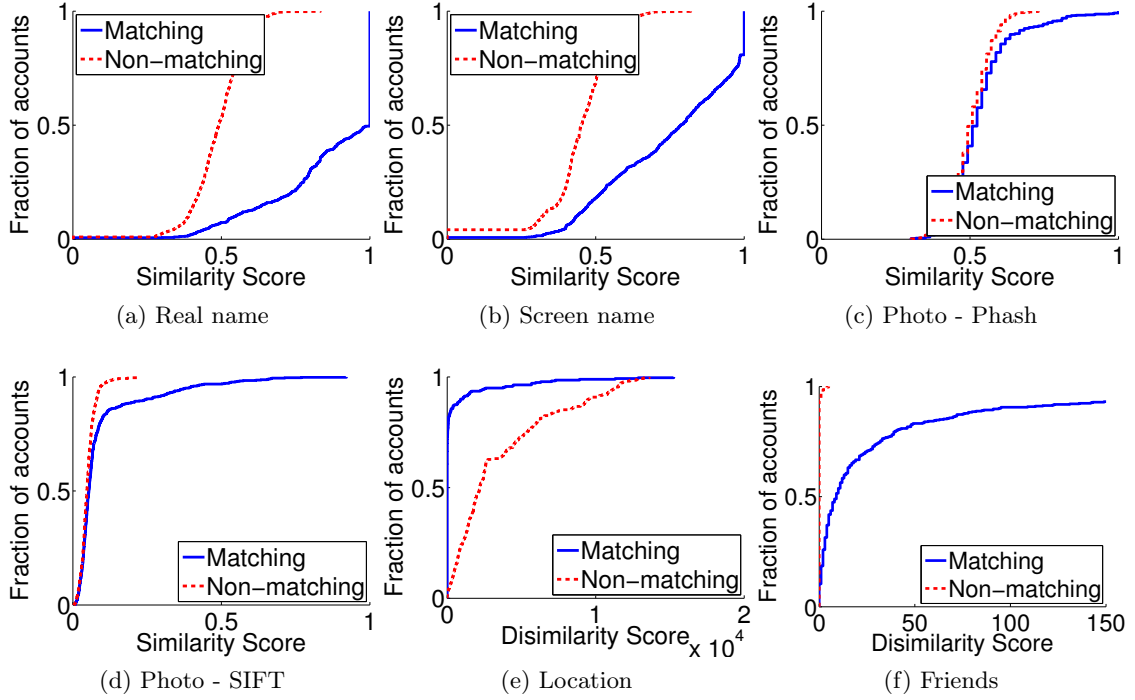 Fraction of accounts
1
0.5
0
Matching
Non-matching
0 0.5 1
Similarity Score
(a) Real name
Fraction of accounts
1
0.5
0
Matching
Non-matching
0 0.5 1
Similarity Score
(b) Screen name
Fraction of accounts
1
0.5
0
Matching
Non-matching
0 0.5 1
Similarity Score
(c) Photo - Phash
Fraction of accounts
1
0.5
0
Matching
Non-matching
0 0.5 1
Similarity Score
(d) Photo - SIFT
Fraction of accounts
1
0.5
0
Matching
Non-matching
0 1 2
Disimilarity Score
x 10^4
(e) Location
Fraction of accounts
1
0.5
0
Matching
Non-matching
0 50 100 150
Disimilarity Score
(f) Friends